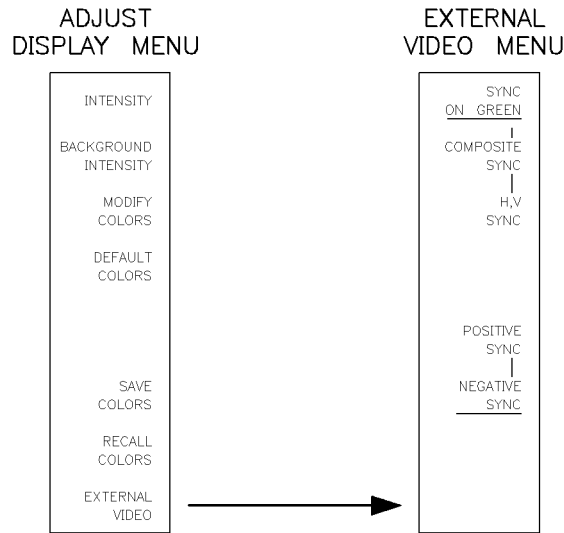 ADJUST
DISPLAY MENU
INTENSITY
BACKGROUND
INTENSITY
MODIFY
COLORS
DEFAULT
COLORS
SAVE
COLORS
RECALL
COLORS
EXTERNAL
VIDEO
EXTERNAL
VIDEO MENU
SYNC
ON GREEN
COMPOSITE
SYNC
H,V
SYNC
POSITIVE
SYNC
NEGATIVE
SYNC